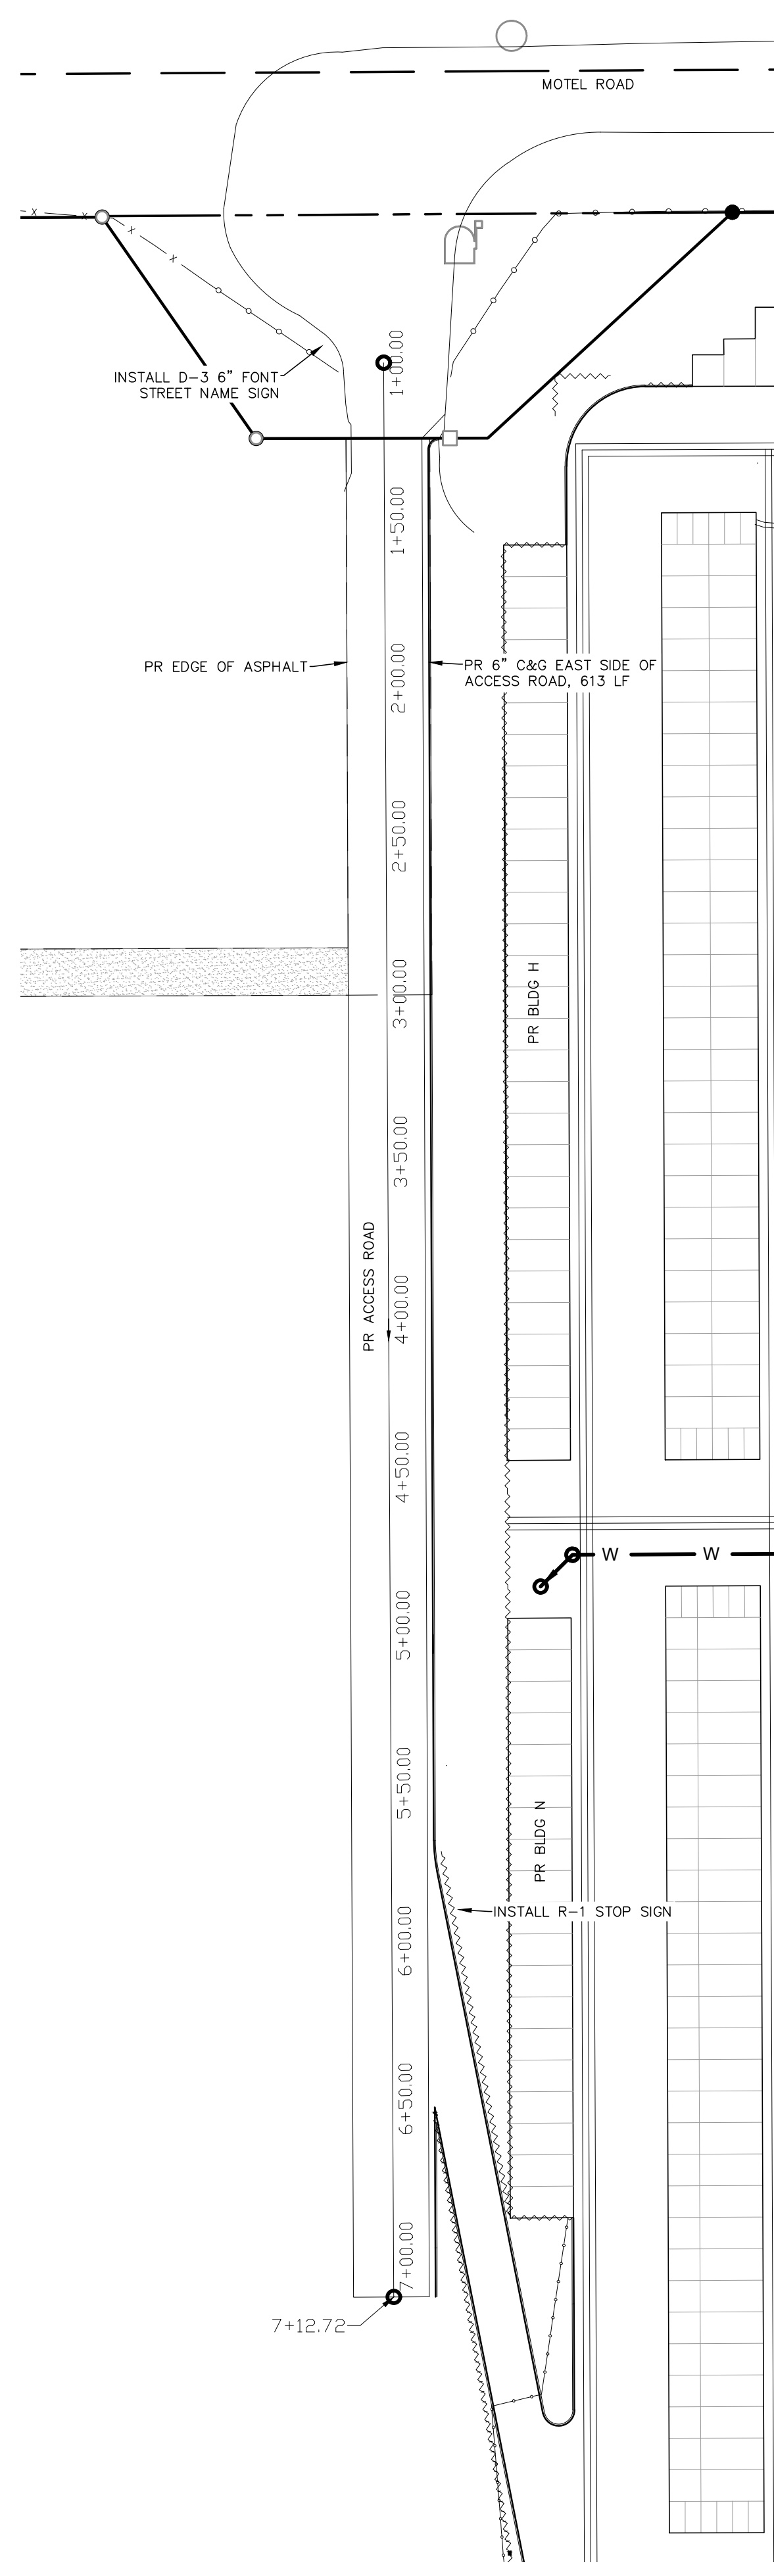 MOTEL ROAD
X
X
X
X
INSTALL D-3 6” FONT
STREET NAME SIGN
1+00.00
1+50.00
PR EDGE OF ASPHALT
PR 6” C&G EAST SIDE OF
ACCESS ROAD, 613 LF
2+00.00
2+50.00
PR BLDG H
3+00.00
3+50.00
PR ACCESS ROAD
4+00.00
4+50.00
W
W
5+00.00
5+50.00
PR BLDG N
INSTALL R-1 STOP SIGN
6+00.00
6+50.00
7+00.00
7+12.72